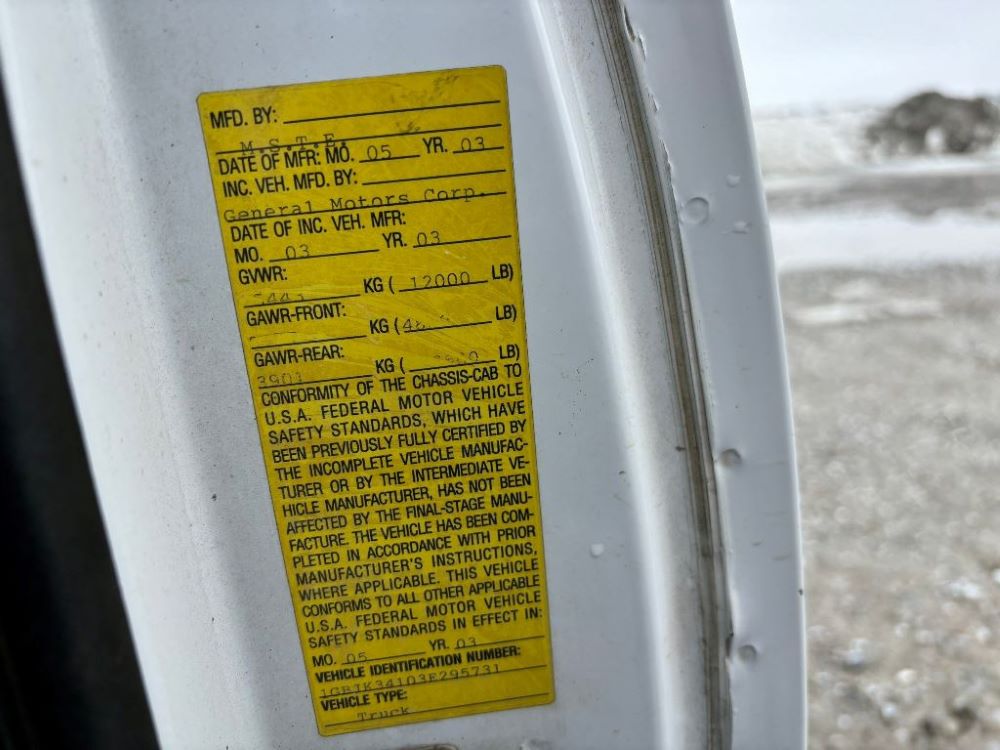 MFD. BY:
M.S.T.E.
DATE OF MFR: MO. 05 YR. 03
INC. VEH. MFD. BY:
General Motors Corp.
DATE OF INC. VEH. MFR:
MO. 03 YR. 03
GVWR:
KG ( 12000 LB)
GAWR-FRONT:
KG ( LB)
GAWR-REAR:
KG ( LB)
CONFORMITY OF THE CHASSIS-CAB TO
U.S.A. FEDERAL MOTOR VEHICLE
SAFETY STANDARDS, WHICH HAVE
BEEN PREVIOUSLY FULLY CERTIFIED BY
THE INCOMPLETE VEHICLE MANUFAC-
TURER OR BY THE INTERMEDIATE VE-
HICLE MANUFACTURER, HAS NOT BEEN
AFFECTED BY THE FINAL-STAGE MANU-
FACTURE. THE VEHICLE HAS BEEN COM-
PLETED IN ACCORDANCE WITH PRIOR
MANUFACTURER'S INSTRUCTIONS,
WHERE APPLICABLE. THIS VEHICLE
CONFORMS TO ALL OTHER APPLICABLE
U.S.A. FEDERAL MOTOR VEHICLE
SAFETY STANDARDS IN EFFECT IN:
MO. 05 YR. 03
VEHICLE IDENTIFICATION NUMBER:
VEHICLE TYPE:
Truck